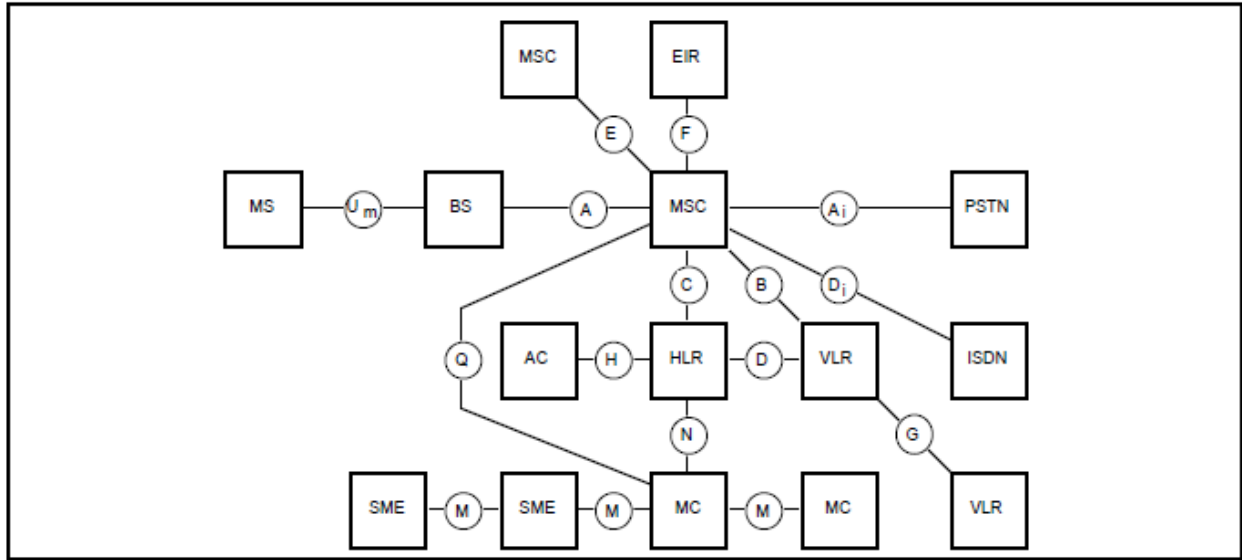 MSC EIR
E F
MS Um BS A MSC Ai PSTN
C B Di
Q AC H HLR D VLR ISDN
N G
SME M SME M MC M MC VLR